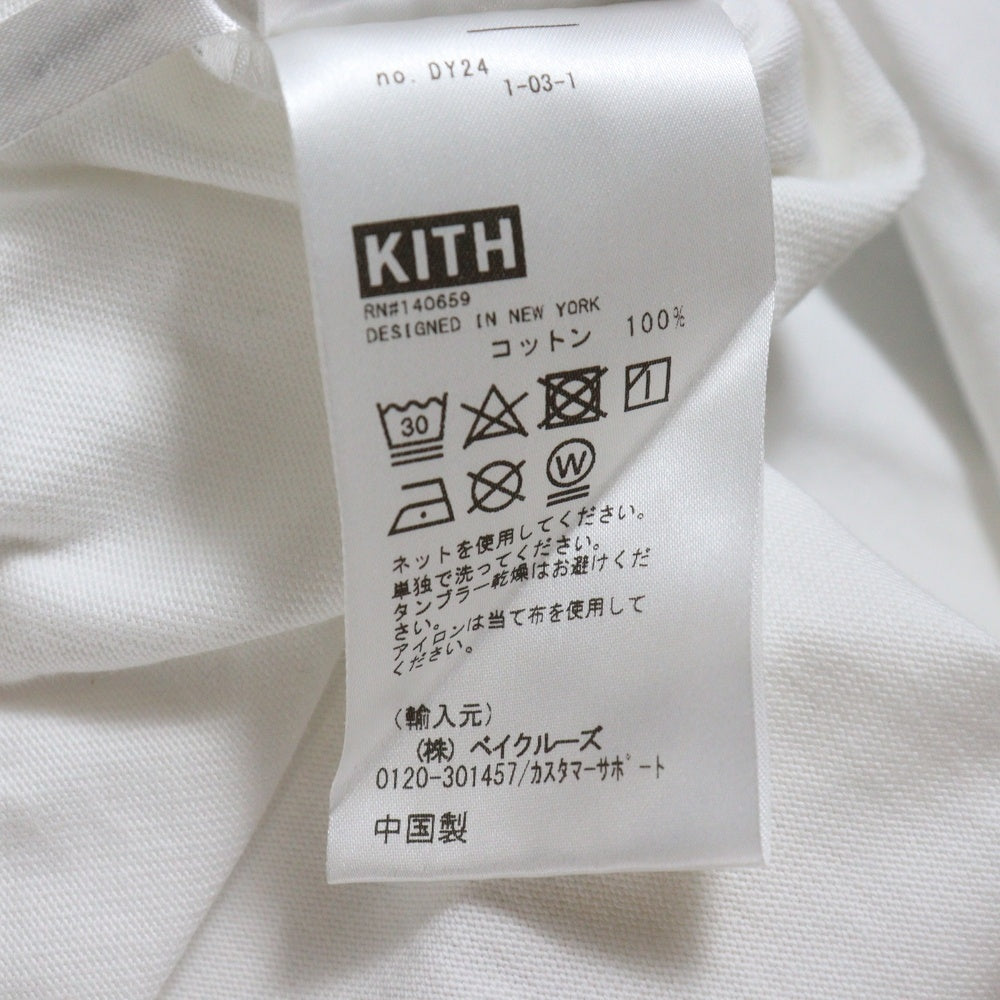 no. DY24
1-03-1
KITH
RN#140659
DESIGNED IN NEW YORK
コットン 100%
30
W
ネットを使用してください。
単独で洗ってください。
タンブラー乾燥はお避けくだ
さい。
アイロンは当て布を使用して
ください。
(輸入元)
(株) ベイクルーズ
0120-301457/カスタマーサポート
中国製